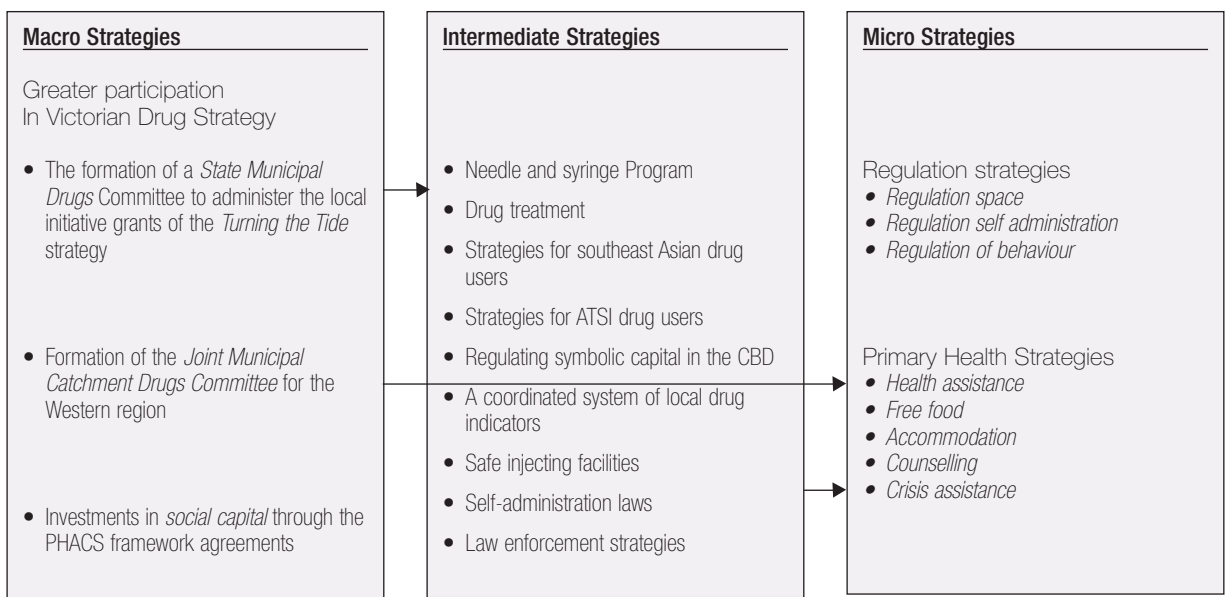 Macro Strategies
Greater participation
In Victorian Drug Strategy
• The formation of a State Municipal
Drugs Committee to administer the local
initiative grants of the Turning the Tide
strategy
• Formation of the Joint Municipal
Catchment Drugs Committee for the
Western region
• Investments in social capital through the
PHACS framework agreements
Intermediate Strategies
• Needle and syringe Program
• Drug treatment
• Strategies for southeast Asian drug
users
• Strategies for ATSI drug users
• Regulating symbolic capital in the CBD
• A coordinated system of local drug
indicators
• Safe injecting facilities
• Self-administration laws
• Law enforcement strategies
Micro Strategies
Regulation strategies
• Regulation space
• Regulation self administration
• Regulation of behaviour
Primary Health Strategies
• Health assistance
• Free food
• Accommodation
• Counselling
• Crisis assistance